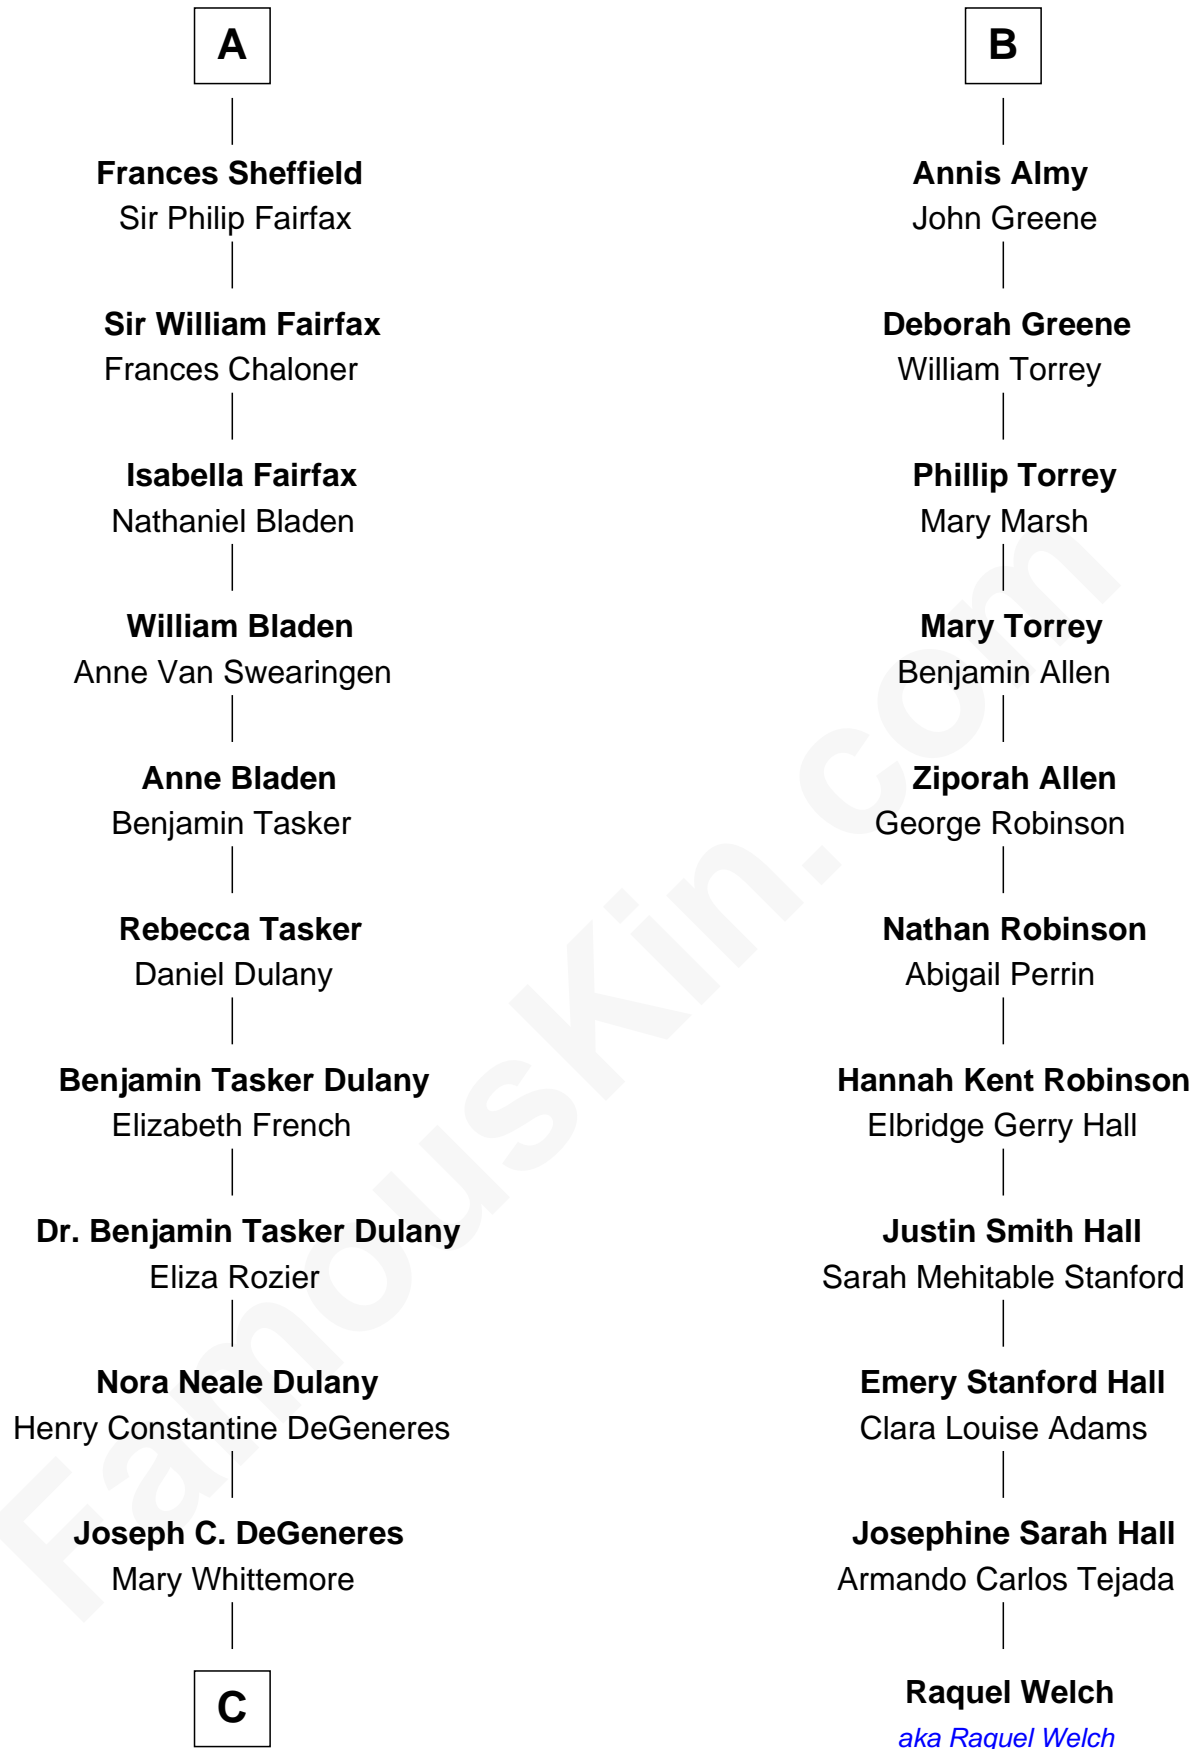 A
Frances Sheffield
Sir Philip Fairfax
Sir William Fairfax
Frances Chaloner
Isabella Fairfax
Nathaniel Bladen
William Bladen
Anne Van Swearingen
Anne Bladen
Benjamin Tasker
Rebecca Tasker
Daniel Dulany
Benjamin Tasker Dulany
Elizabeth French
Dr. Benjamin Tasker Dulany
Eliza Rozier
Nora Neale Dulany
Henry Constantine DeGeneres
Joseph C. DeGeneres
Mary Whittemore
C
B
Annis Almy
John Greene
Deborah Greene
William Torrey
Phillip Torrey
Mary Marsh
Mary Torrey
Benjamin Allen
Ziporah Allen
George Robinson
Nathan Robinson
Abigail Perrin
Hannah Kent Robinson
Elbridge Gerry Hall
Justin Smith Hall
Sarah Mehitable Stanford
Emery Stanford Hall
Clara Louise Adams
Josephine Sarah Hall
Armando Carlos Tejada
Raquel Welch
aka Raquel Welch
FamousKin.com